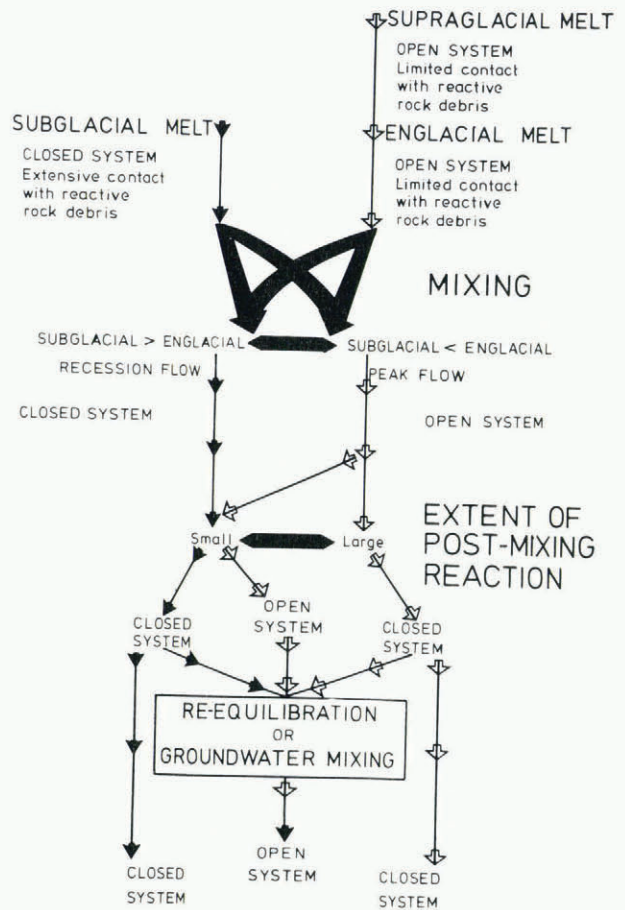 SUPRAGLACIAL MELT
OPEN SYSTEM
Limited contact
with reactive
rock debris
SUBGLACIAL MELT
CLOSED SYSTEM
Extensive contact
with reactive
rock debris
ENGLACIAL MELT
OPEN SYSTEM
Limited contact
with reactive
rock debris
MIXING
SUBGLACIAL > ENGLACIAL
SUBGLACIAL < ENGLACIAL
RECESSION FLOW
PEAK FLOW
CLOSED SYSTEM
OPEN SYSTEM
EXTENT OF
POST-MIXING
REACTION
Small
Large
CLOSED
SYSTEM
OPEN
SYSTEM
CLOSED
SYSTEM
RE-EQUILIBRATION
OR
GROUNDWATER MIXING
CLOSED
SYSTEM
OPEN
SYSTEM
CLOSED
SYSTEM